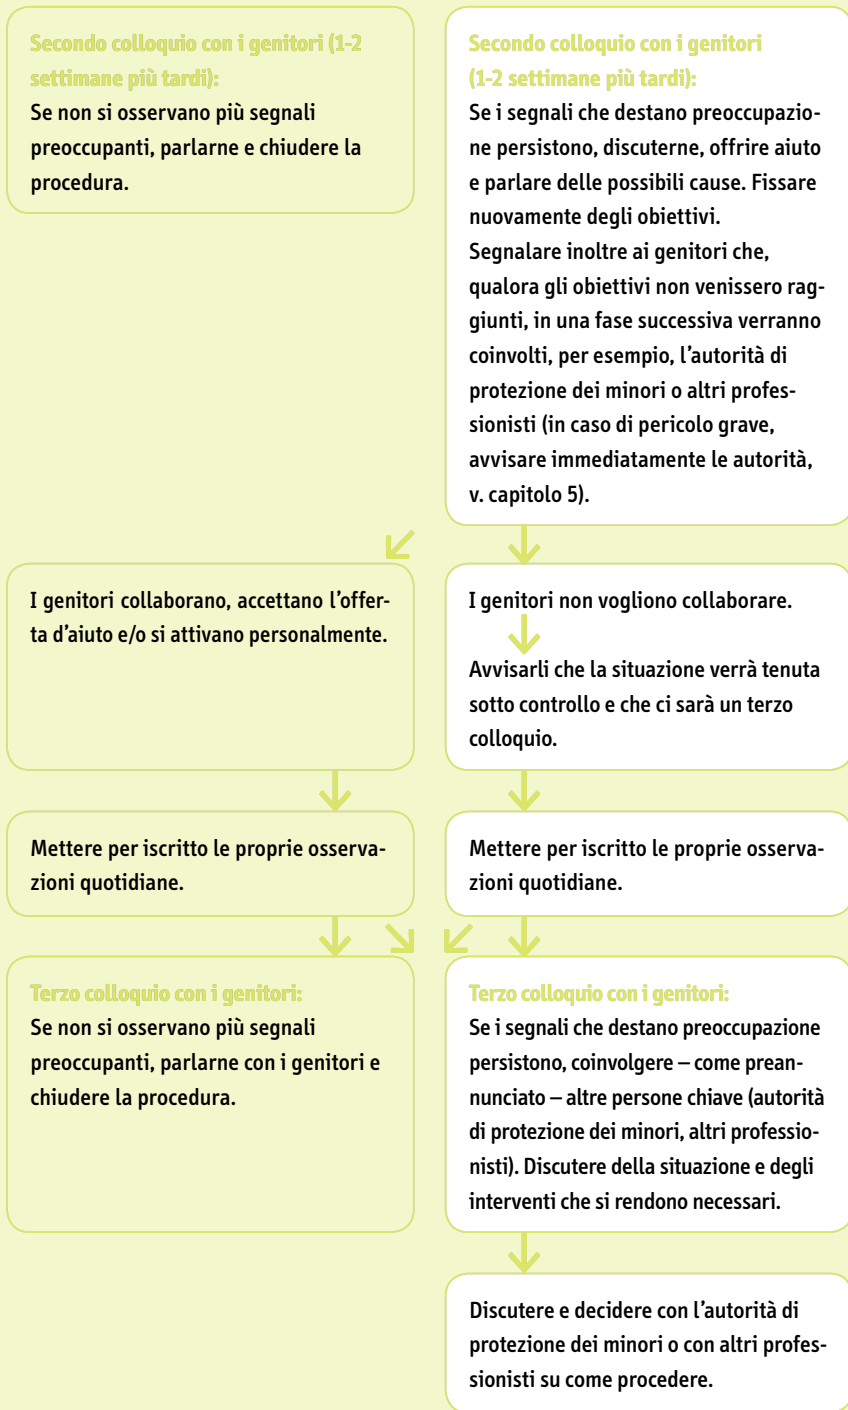 Secondo colloquio con i genitori (1-2
settimane più tardi):
Se non si osservano più segnali
preoccupanti, parlarne e chiudere la
procedura.
Secondo colloquio con i genitori
(1-2 settimane più tardi):
Se i segnali che destano preoccupazio-
ne persistono, discuterne, offrire aiuto
e parlare delle possibili cause. Fissare
nuovamente degli obiettivi.
Segnalare inoltre ai genitori che,
qualora gli obiettivi non venissero rag-
giunti, in una fase successiva verranno
coinvolti, per esempio, l'autorità di
protezione dei minori o altri profes-
sionisti (in caso di pericolo grave,
avvisare immediatamente le autorità,
v. capitolo 5).
I genitori collaborano, accettano l'offer-
ta d'aiuto e/o si attivano personalmente.
I genitori non vogliono collaborare.
Avvisarli che la situazione verrà tenuta
sotto controllo e che ci sarà un terzo
colloquio.
Mettere per iscritto le proprie osserva-
zioni quotidiane.
Mettere per iscritto le proprie osserva-
zioni quotidiane.
Terzo colloquio con i genitori:
Se non si osservano più segnali
preoccupanti, parlarne con i genitori e
chiudere la procedura.
Terzo colloquio con i genitori:
Se i segnali che destano preoccupazione
persistono, coinvolgere – come prean-
nunciato – altre persone chiave (autorità
di protezione dei minori, altri professio-
nisti). Discutere della situazione e degli
interventi che si rendono necessari.
Discutere e decidere con l'autorità di
protezione dei minori o con altri profes-
sionisti su come procedere.